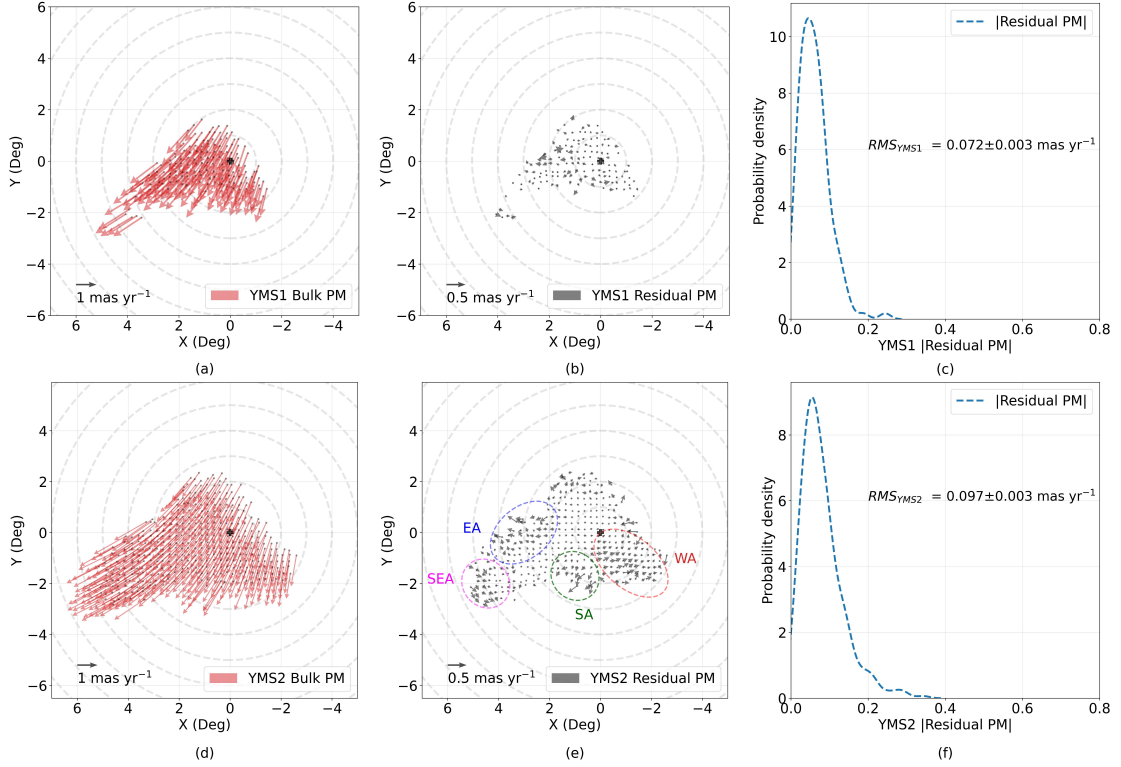 6
4
2
0
−2
−4
−6
6 4 2 0 −2 −4
Y (Deg)
X (Deg)
1 mas yr⁻¹
YMS1 Bulk PM
(a)
6
4
2
0
−2
−4
−6
6 4 2 0 −2 −4
Y (Deg)
X (Deg)
0.5 mas yr⁻¹
YMS1 Residual PM
(b)
10
8
6
4
2
0
0.0 0.2 0.4 0.6 0.8
Probability density
YMS1 |Residual PM|
|Residual PM|
RMS_YMS1 = 0.072±0.003 mas yr⁻¹
(c)
4
2
0
−2
−4
−6
6 4 2 0 −2 −4
Y (Deg)
X (Deg)
1 mas yr⁻¹
YMS2 Bulk PM
(d)
4
2
0
−2
−4
−6
6 4 2 0 −2 −4
Y (Deg)
X (Deg)
EA
SEA
SA
WA
0.5 mas yr⁻¹
YMS2 Residual PM
(e)
8
6
4
2
0
0.0 0.2 0.4 0.6 0.8
Probability density
YMS2 |Residual PM|
|Residual PM|
RMS_YMS2 = 0.097±0.003 mas yr⁻¹
(f)